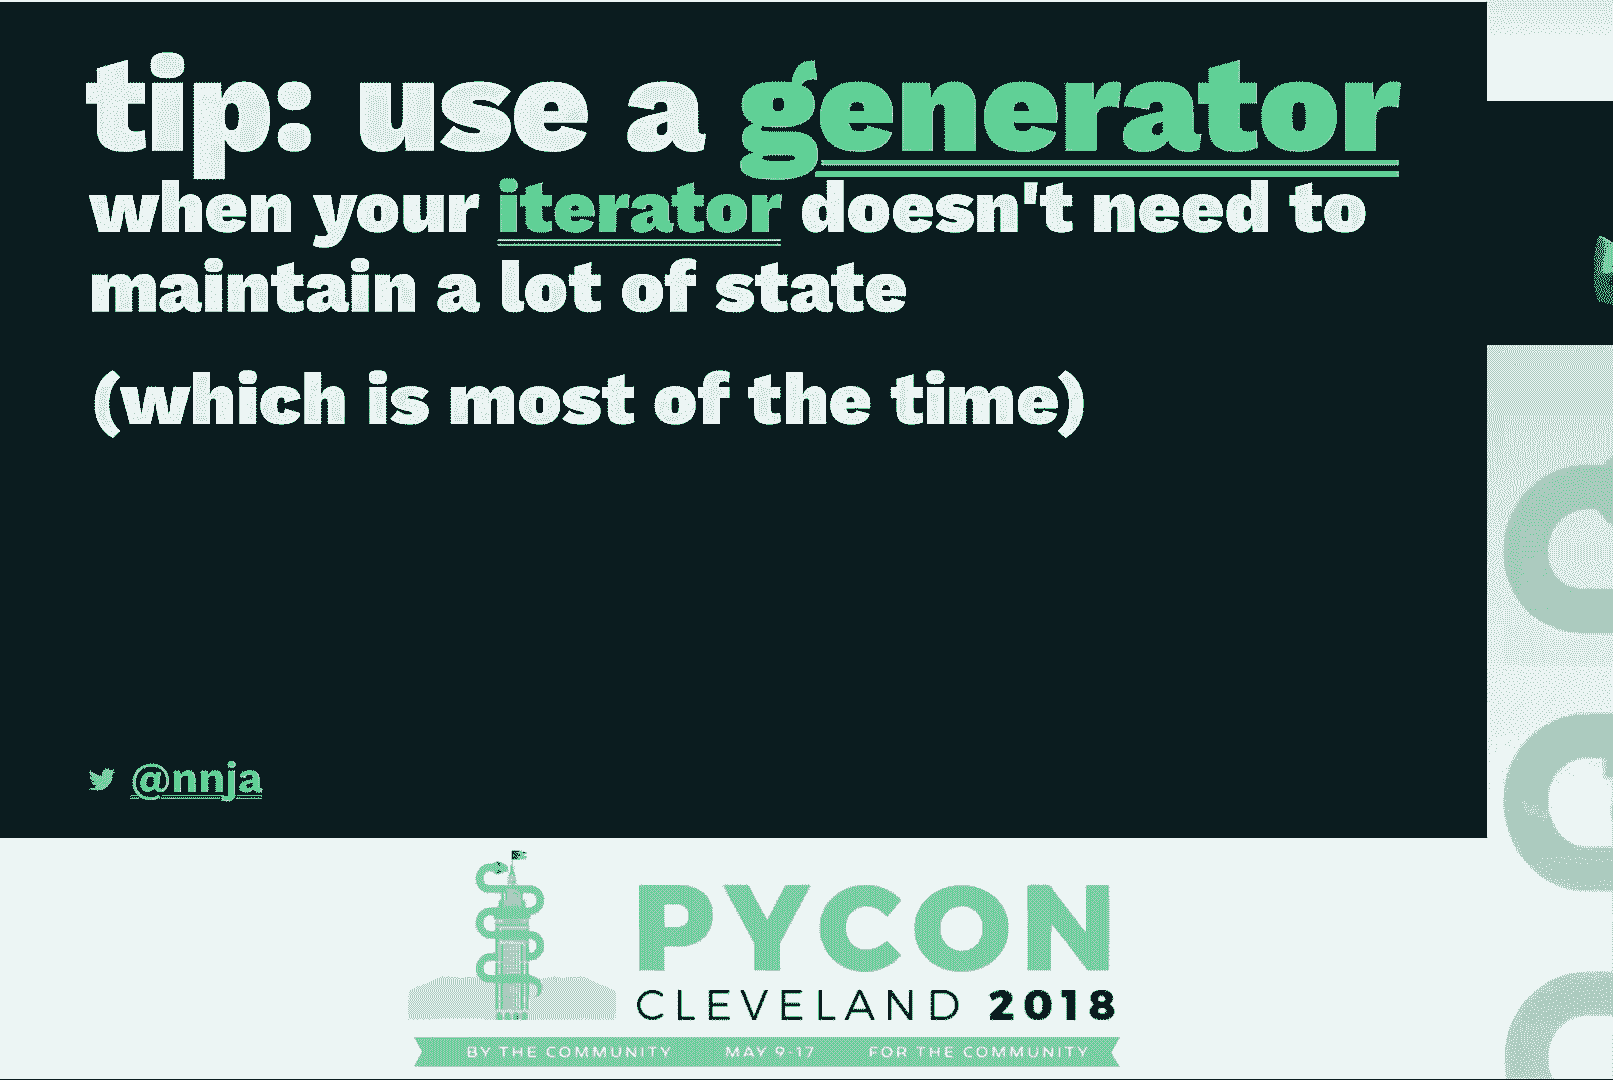 tip: use a generator
when your iterator doesn't need to
maintain a lot of state
(which is most of the time)
@nnja
PYCON
CLEVELAND 2018
BY THE COMMUNITY MAY 9-17 FOR THE COMMUNITY